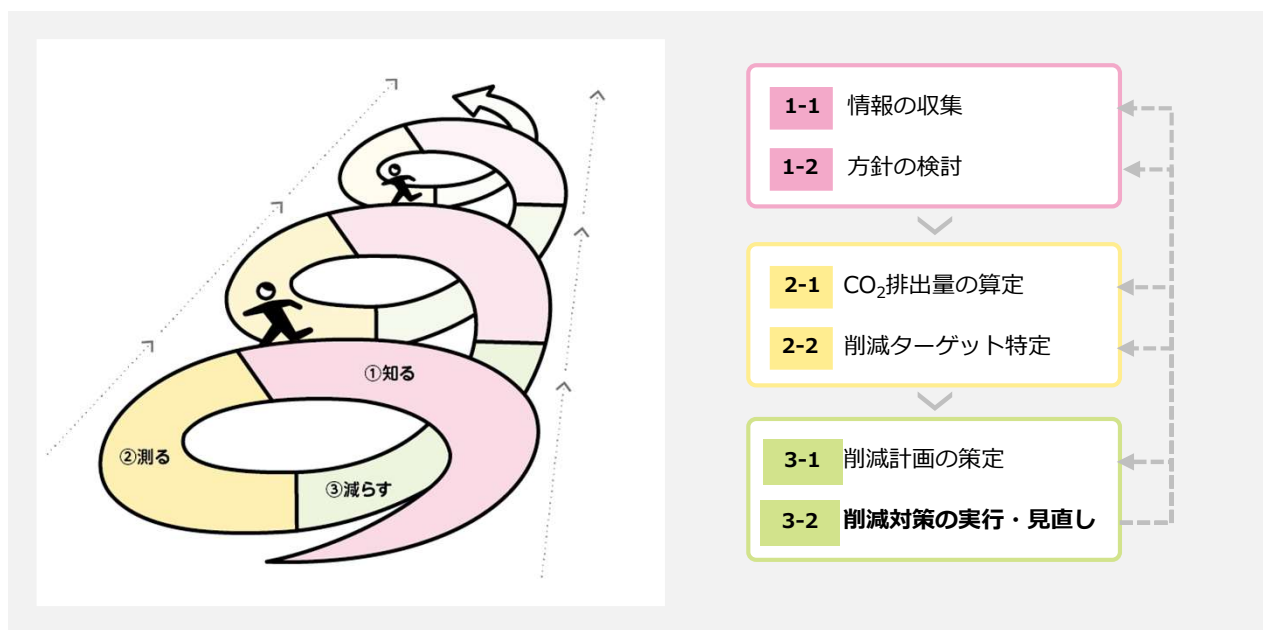 ①知る
②測る
③減らす
1-1 情報の収集
1-2 方針の検討
2-1 CO₂排出量の算定
2-2 削減ターゲット特定
3-1 削減計画の策定
3-2 削減対策の実行・見直し